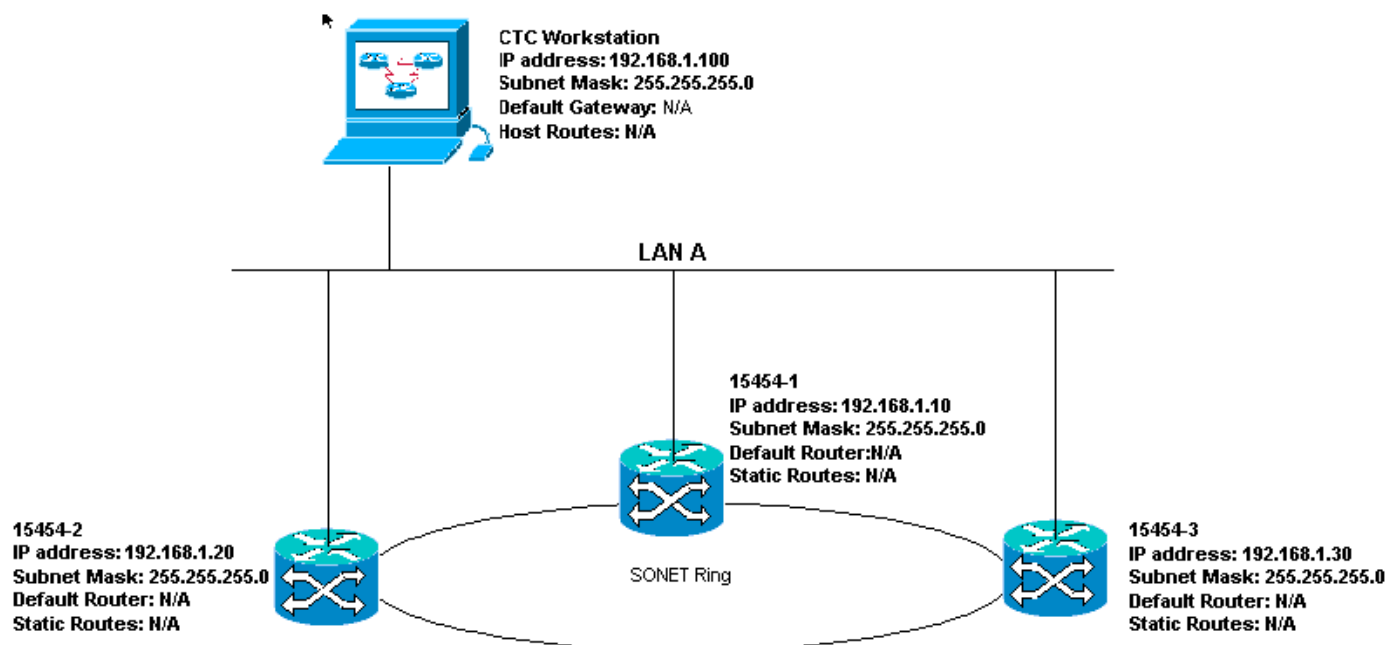 CTC Workstation
IP address: 192.168.1.100
Subnet Mask: 255.255.255.0
Default Gateway: N/A
Host Routes: N/A
LAN A
15454-1
IP address: 192.168.1.10
Subnet Mask: 255.255.255.0
Default Router:N/A
Static Routes: N/A
15454-2
IP address: 192.168.1.20
Subnet Mask: 255.255.255.0
Default Router: N/A
Static Routes: N/A
SONET Ring
15454-3
IP address: 192.168.1.30
Subnet Mask: 255.255.255.0
Default Router: N/A
Static Routes: N/A